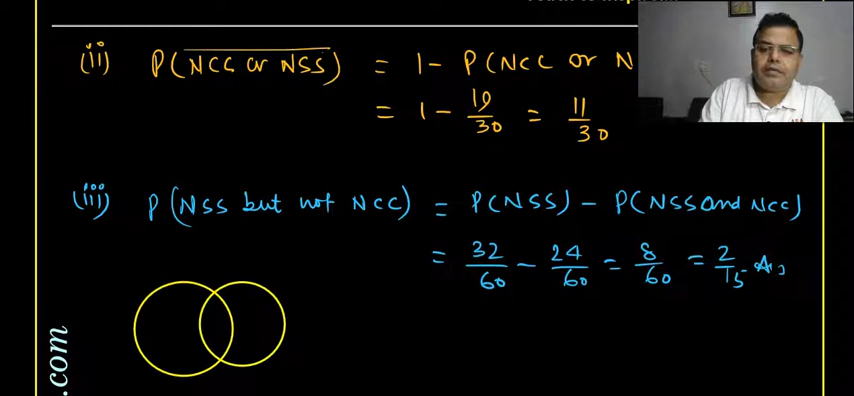 (ii) P(NCC or NSS) = 1 - P(NCC or N
= 1 - 19/30 = 11/30
(iii) P(NSS but not NCC) = P(NSS) - P(NSS and NCC)
= 32/60 - 24/60 = 8/60 = 2/15
.com